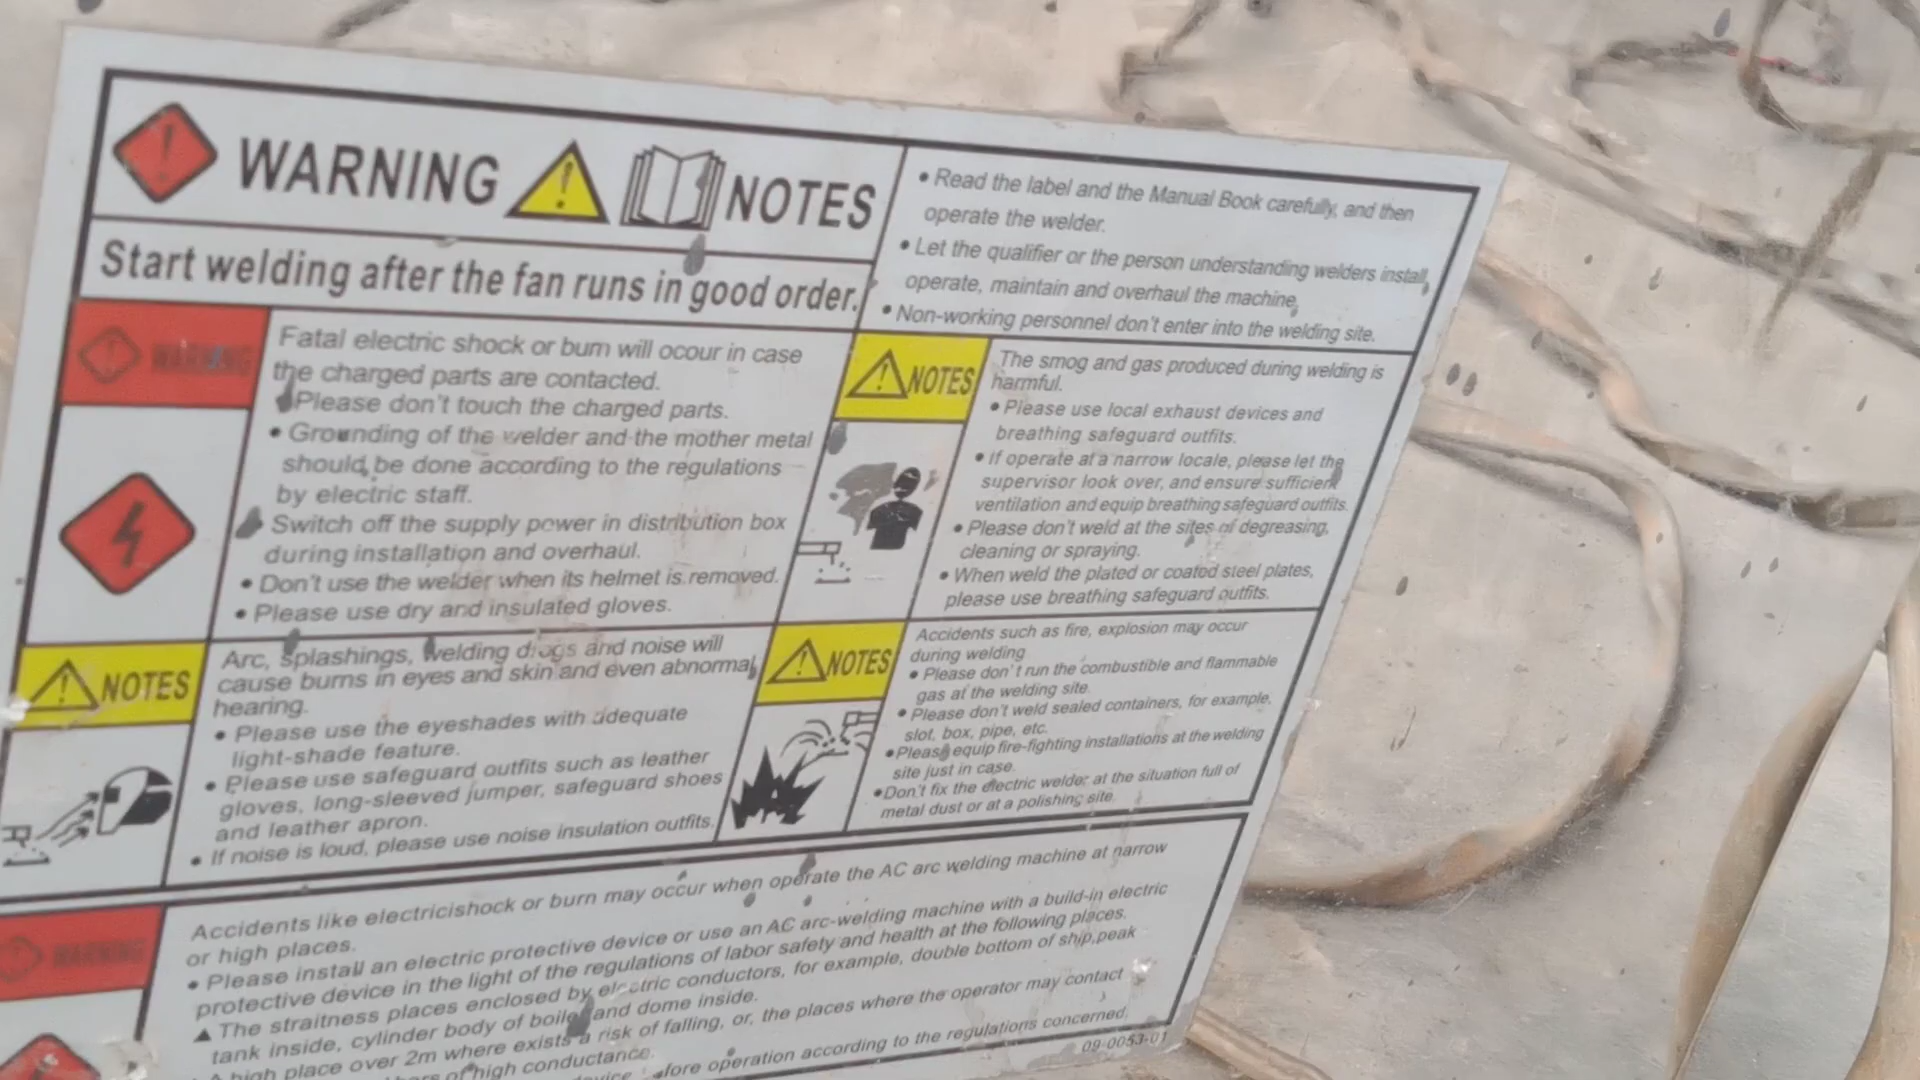 WARNING NOTES
Start welding after the fan runs in good order.
• Read the label and the Manual Book carefully, and then
operate the welder.
• Let the qualifier or the person understanding welders install,
operate, maintain and overhaul the machine,
• Non-working personnel don't enter into the welding site.
WARNING
Fatal electric shock or burn will ocour in case
the charged parts are contacted.
Please don't touch the charged parts.
• Grounding of the welder and the mother metal
should be done according to the regulations
by electric staff.
Switch off the supply power in distribution box
during installation and overhaul.
• Don't use the welder when its helmet is removed.
• Please use dry and insulated gloves.
NOTES
The smog and gas produced during welding is
harmful.
• Please use local exhaust devices and
breathing safeguard outfits.
• If operate at a narrow locale, please let the
supervisor look over, and ensure sufficient
ventilation and equip breathing safeguard outfits.
• Please don't weld at the sites of degreasing,
cleaning or spraying.
• When weld the plated or coated steel plates,
please use breathing safeguard outfits.
NOTES
Arc, splashings, welding and noise will
cause burns in eyes and skin and even abnormal
hearing.
• Please use the eyeshades with adequate
light-shade feature.
• Please use safeguard outfits such as leather
gloves, long-sleeved jumper, safeguard shoes
and leather apron.
• If noise is loud, please use noise insulation outfits.
NOTES
Accidents such as fire, explosion may occur
during welding
• Please don't run the combustible and flammable
gas at the welding site.
• Please don't weld sealed containers, for example,
slot, box, pipe, etc.
• Please equip fire-fighting installations at the welding
site just in case.
• Don't fix the electric welder at the situation full of
metal dust or at a polishing site.
WARNING
Accidents like electricishock or burn may occur when operate the AC arc welding machine at narrow
or high places.
• Please install an electric protective device or use an AC arc-welding machine with a build-in electric
protective device in the light of the regulations of labor safety and health at the following places.
▲ The straitness places enclosed by electric conductors, for example, double bottom of ship,peak
tank inside, cylinder body of boiler and dome inside.
▲ A high place over 2m where exists a risk of falling, or, the places where the operator may contact
of high conductance.
before operation according to the regulations concerned.
09-0053-01